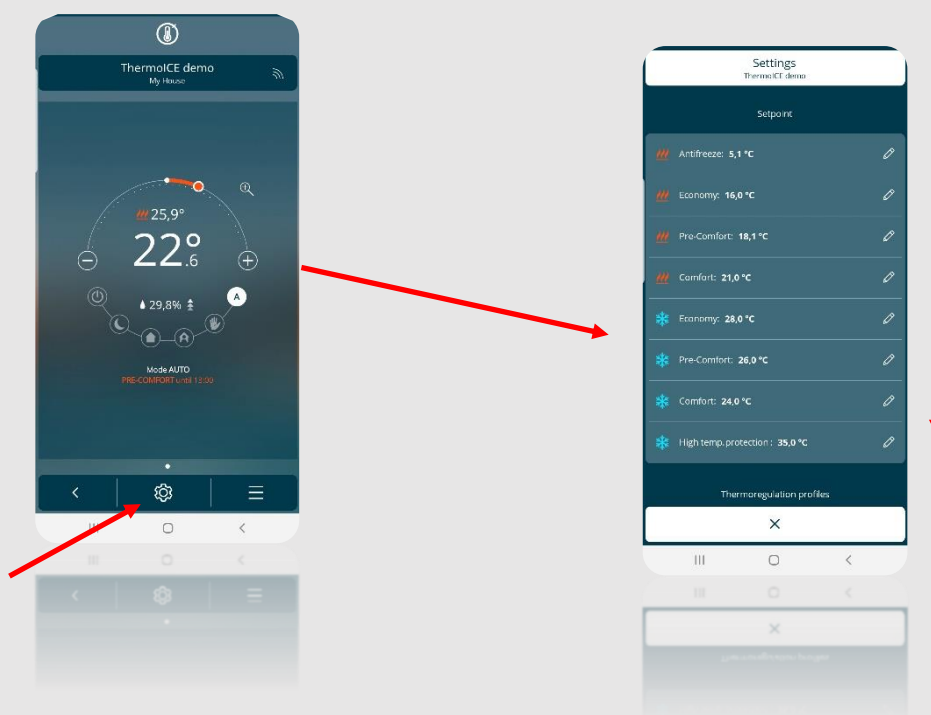 ThermoICE demo
My House
25,9°
22°.6
29,8%
A
Mode AUTO
PRE-COMFORT until 13:00
Settings
ThermoICE demo
Setpoint
Antifreeze: 5,1 °C
Economy: 16,0 °C
Pre-Comfort: 18,1 °C
Comfort: 21,0 °C
Economy: 28,0 °C
Pre-Comfort: 26,0 °C
Comfort: 24,0 °C
High temp. protection : 35,0 °C
Thermoregulation profiles